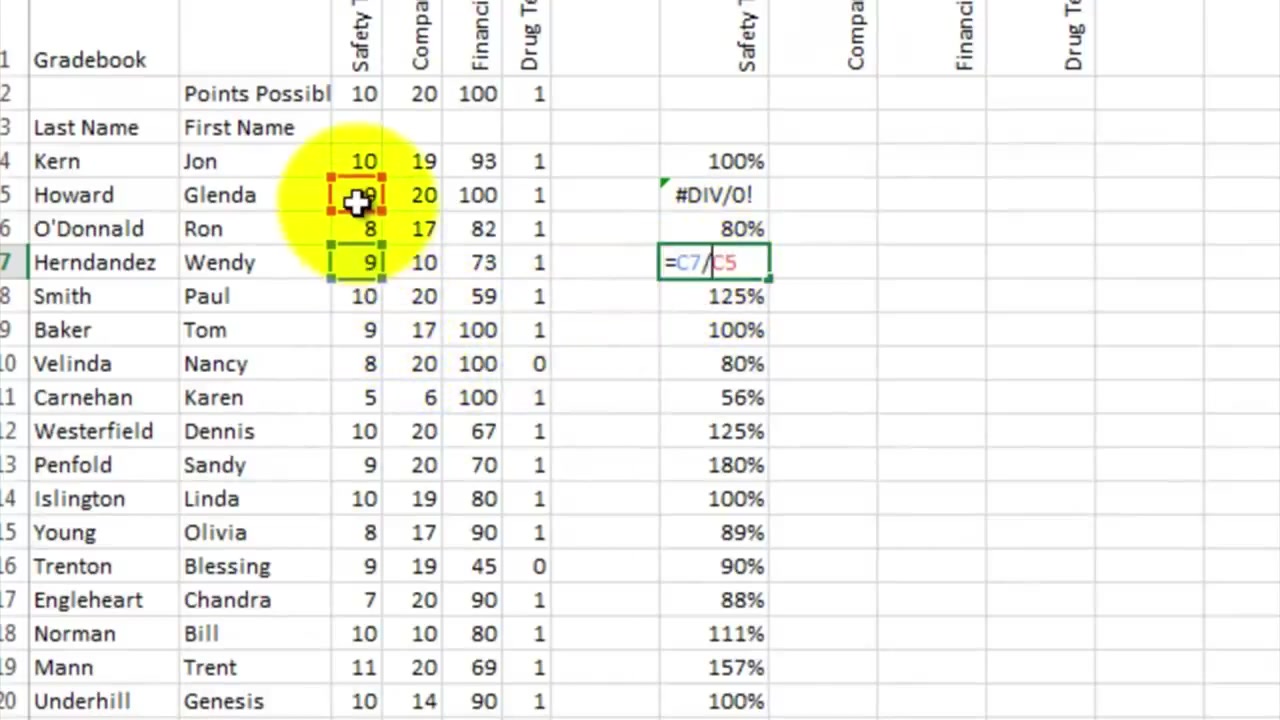 Safety T Compa Financi Drug Te Safety T Compa Financi Drug Te
1 Gradebook
2 Points Possibl 10 20 100 1
3 Last Name First Name
4 Kern Jon 10 19 93 1 100%
5 Howard Glenda 9 20 100 1 #DIV/0!
6 O'Donnald Ron 8 17 82 1 80%
7 Herndandez Wendy 9 10 73 1 =C7/C5
8 Smith Paul 10 20 59 1 125%
9 Baker Tom 9 17 100 1 100%
10 Velinda Nancy 8 20 100 0 80%
11 Carnehan Karen 5 6 100 1 56%
12 Westerfield Dennis 10 20 67 1 125%
13 Penfold Sandy 9 20 70 1 180%
14 Islington Linda 10 19 80 1 100%
15 Young Olivia 8 17 90 1 89%
16 Trenton Blessing 9 19 45 0 90%
17 Engleheart Chandra 7 20 90 1 88%
18 Norman Bill 10 10 80 1 111%
19 Mann Trent 11 20 69 1 157%
20 Underhill Genesis 10 14 90 1 100%